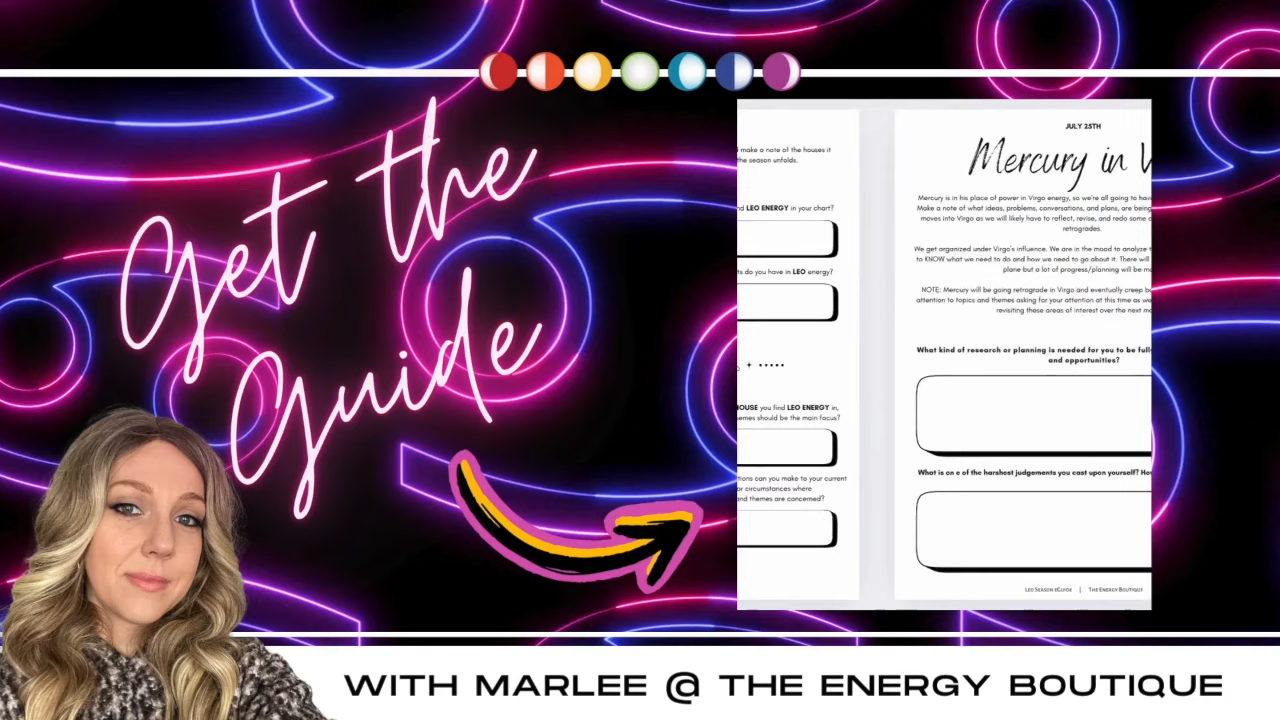 Get the
Guide
d make a note of the houses it
the season unfolds.
nd LEO ENERGY in your chart?
ts do you have in LEO energy?
HOUSE you find LEO ENERGY in,
emes should be the main focus?
tions can you make to your current
or circumstances where
and themes are concerned?
JULY 25TH
Mercury in V
Mercury is in his place of power in Virgo energy, so we're all going to hav
Make a note of what ideas, problems, conversations, and plans, are being
moves into Virgo as we will likely have to reflect, revise, and redo some o
retrogrades.
We get organized under Virgo's influence. We are in the mood to analyze t
to KNOW what we need to do and how we need to go about it. There will
plane but a lot of progress/planning will be m
NOTE: Mercury will be going retrograde in Virgo and eventually creep b
attention to topics and themes asking for your attention at this time as we
revisiting these areas of interest over the next m
What kind of research or planning is needed for you to be full
and opportunities?
What is on e of the harshest judgements you cast upon yourself? Ho
LEO SEASON EGUIDE | THE ENERGY BOUTIQUE
WITH MARLEE @ THE ENERGY BOUTIQUE